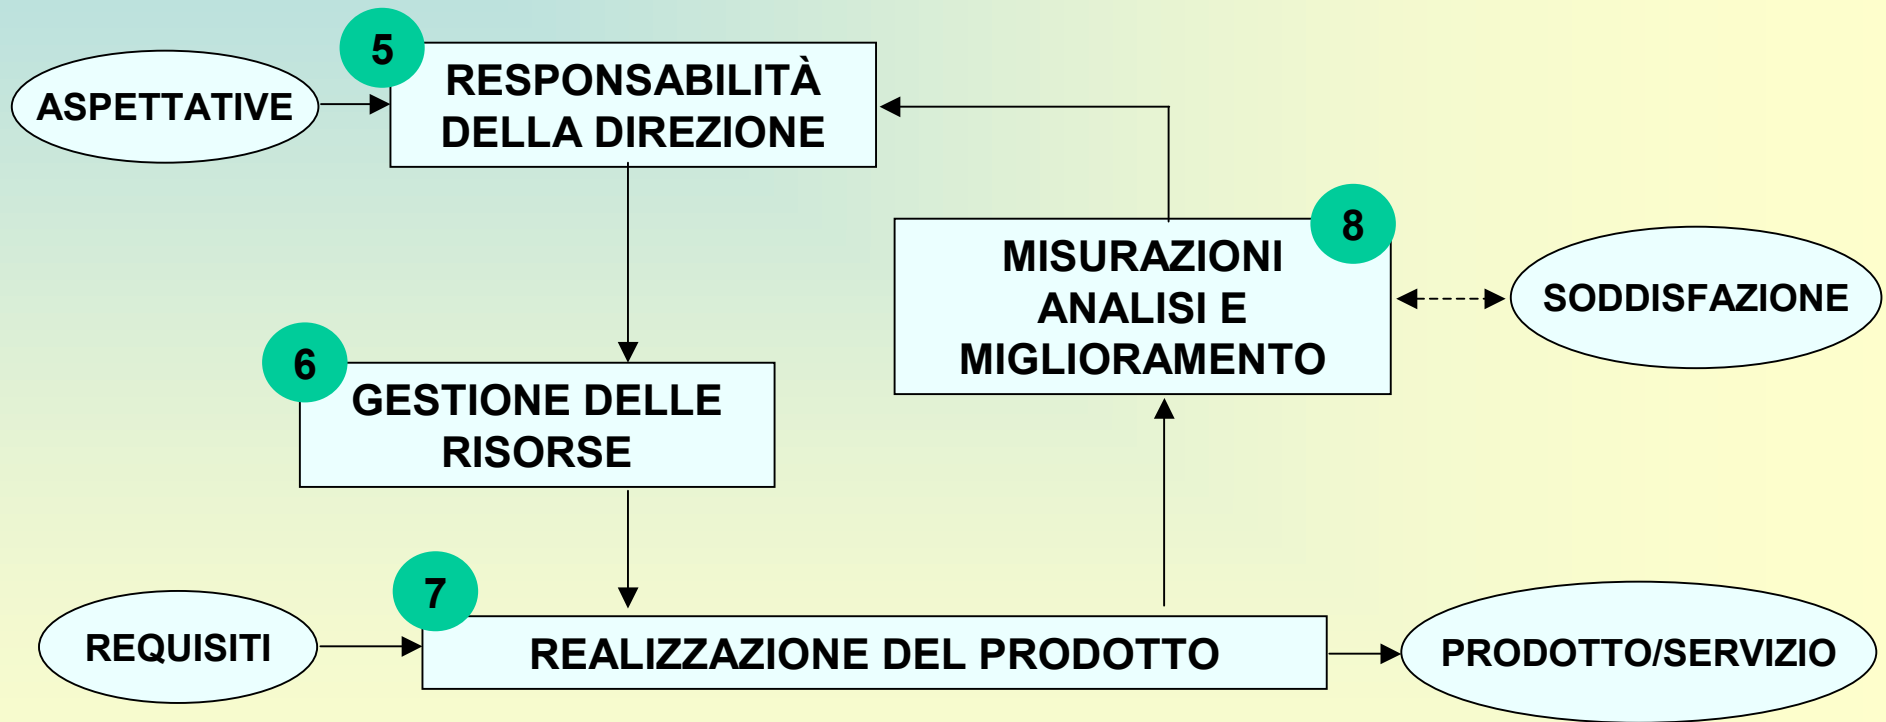 5
RESPONSABILITÀ
DELLA DIREZIONE
ASPETTATIVE
8
MISURAZIONI
ANALISI E
MIGLIORAMENTO
SODDISFAZIONE
6
GESTIONE DELLE
RISORSE
7
REQUISITI
REALIZZAZIONE DEL PRODOTTO
PRODOTTO/SERVIZIO